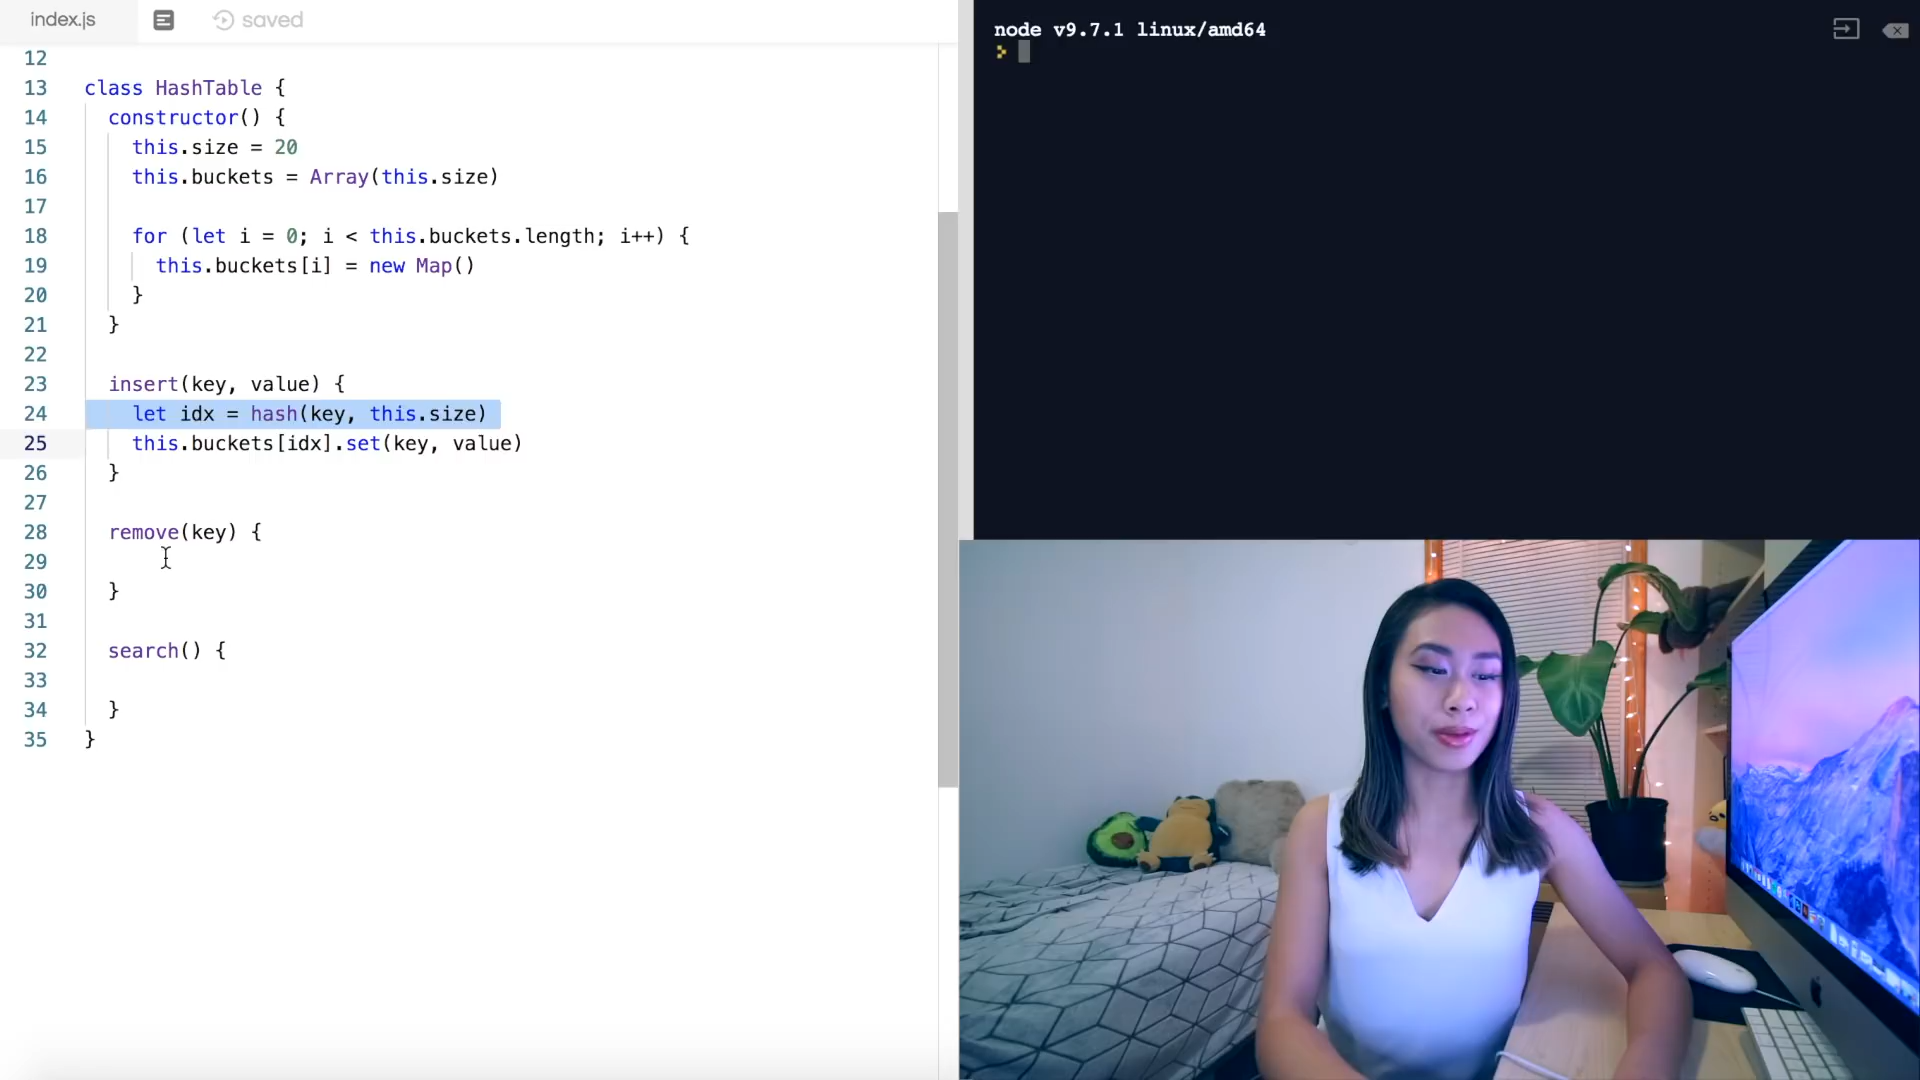 index.js
saved
12
13 class HashTable {
14 constructor() {
15 this.size = 20
16 this.buckets = Array(this.size)
17
18 for (let i = 0; i < this.buckets.length; i++) {
19 this.buckets[i] = new Map()
20 }
21 }
22
23 insert(key, value) {
24 let idx = hash(key, this.size)
25 this.buckets[idx].set(key, value)
26 }
27
28 remove(key) {
29
30 }
31
32 search() {
33
34 }
35 }
node v9.7.1 linux/amd64
>